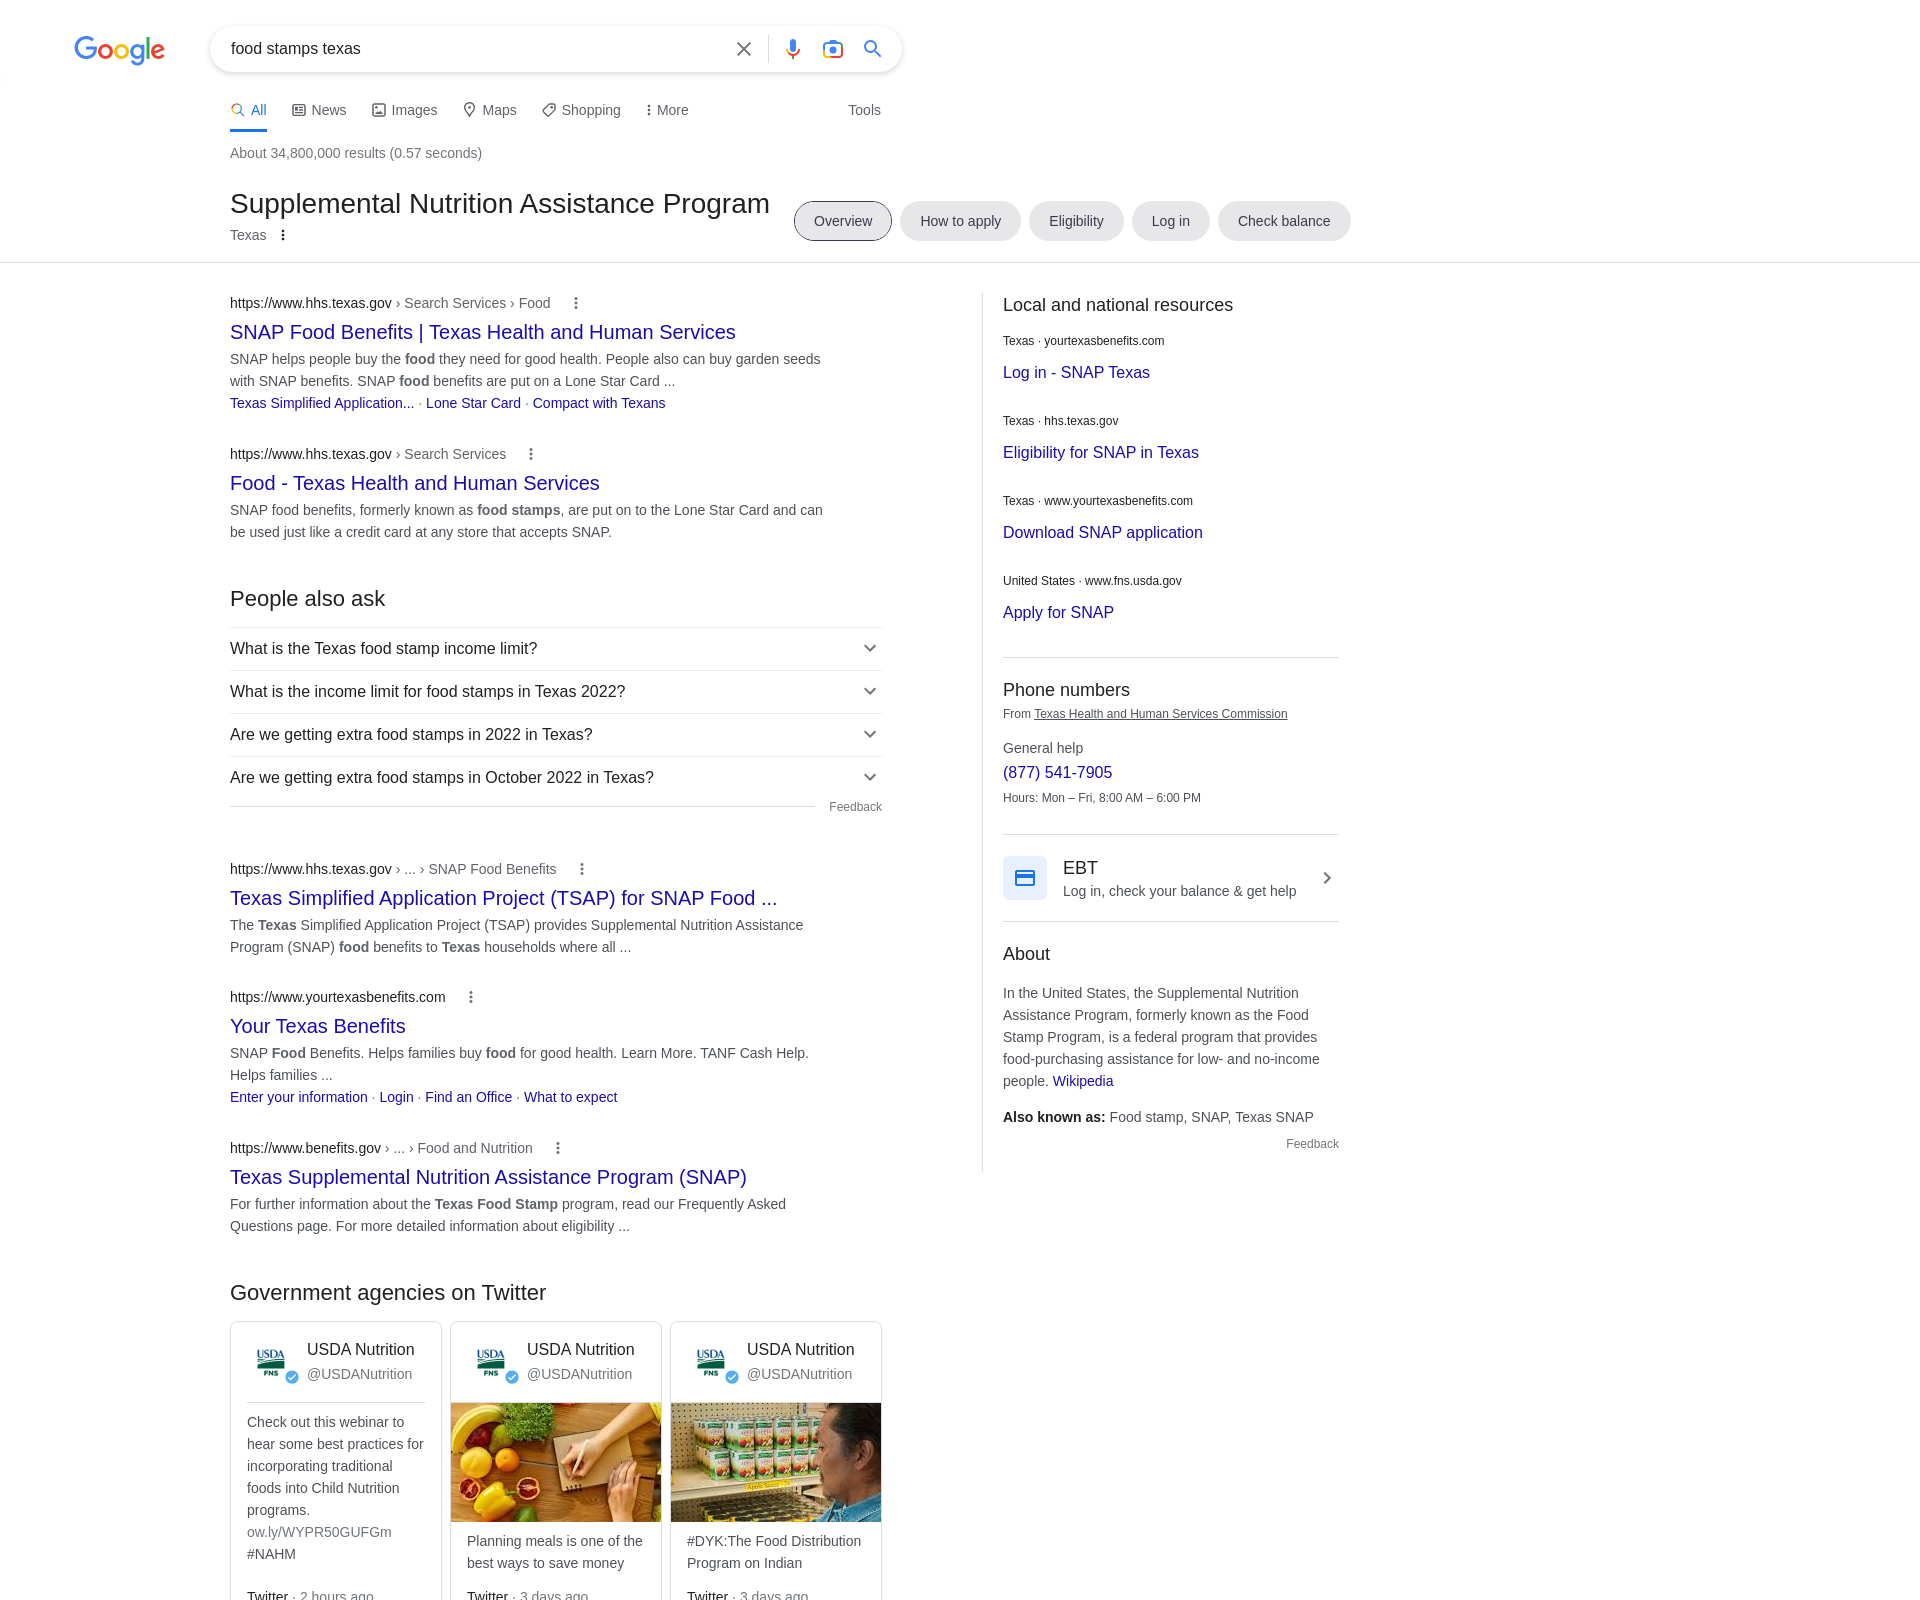 Google
food stamps texas
All
News
Images
Maps
Shopping
More
Tools
About 34,800,000 results (0.57 seconds)
Supplemental Nutrition Assistance Program
Texas
Overview
How to apply
Eligibility
Log in
Check balance
https://www.hhs.texas.gov › Search Services › Food
SNAP Food Benefits | Texas Health and Human Services
SNAP helps people buy the food they need for good health. People also can buy garden seeds
with SNAP benefits. SNAP food benefits are put on a Lone Star Card ...
Texas Simplified Application... · Lone Star Card · Compact with Texans
https://www.hhs.texas.gov › Search Services
Food - Texas Health and Human Services
SNAP food benefits, formerly known as food stamps, are put on to the Lone Star Card and can
be used just like a credit card at any store that accepts SNAP.
People also ask
What is the Texas food stamp income limit?
What is the income limit for food stamps in Texas 2022?
Are we getting extra food stamps in 2022 in Texas?
Are we getting extra food stamps in October 2022 in Texas?
Feedback
https://www.hhs.texas.gov › ... › SNAP Food Benefits
Texas Simplified Application Project (TSAP) for SNAP Food ...
The Texas Simplified Application Project (TSAP) provides Supplemental Nutrition Assistance
Program (SNAP) food benefits to Texas households where all ...
https://www.yourtexasbenefits.com
Your Texas Benefits
SNAP Food Benefits. Helps families buy food for good health. Learn More. TANF Cash Help.
Helps families ...
Enter your information · Login · Find an Office · What to expect
https://www.benefits.gov › ... › Food and Nutrition
Texas Supplemental Nutrition Assistance Program (SNAP)
For further information about the Texas Food Stamp program, read our Frequently Asked
Questions page. For more detailed information about eligibility ...
Government agencies on Twitter
USDA
FNS
USDA Nutrition
@USDANutrition
Check out this webinar to
hear some best practices for
incorporating traditional
foods into Child Nutrition
programs.
ow.ly/WYPR50GUFGm
#NAHM
Twitter · 2 hours ago
USDA
FNS
USDA Nutrition
@USDANutrition
Planning meals is one of the
best ways to save money
Twitter · 3 days ago
USDA
FNS
USDA Nutrition
@USDANutrition
#DYK:The Food Distribution
Program on Indian
Twitter · 3 days ago
Local and national resources
Texas · yourtexasbenefits.com
Log in - SNAP Texas
Texas · hhs.texas.gov
Eligibility for SNAP in Texas
Texas · www.yourtexasbenefits.com
Download SNAP application
United States · www.fns.usda.gov
Apply for SNAP
Phone numbers
From Texas Health and Human Services Commission
General help
(877) 541-7905
Hours: Mon – Fri, 8:00 AM – 6:00 PM
EBT
Log in, check your balance & get help
About
In the United States, the Supplemental Nutrition
Assistance Program, formerly known as the Food
Stamp Program, is a federal program that provides
food-purchasing assistance for low- and no-income
people. Wikipedia
Also known as: Food stamp, SNAP, Texas SNAP
Feedback